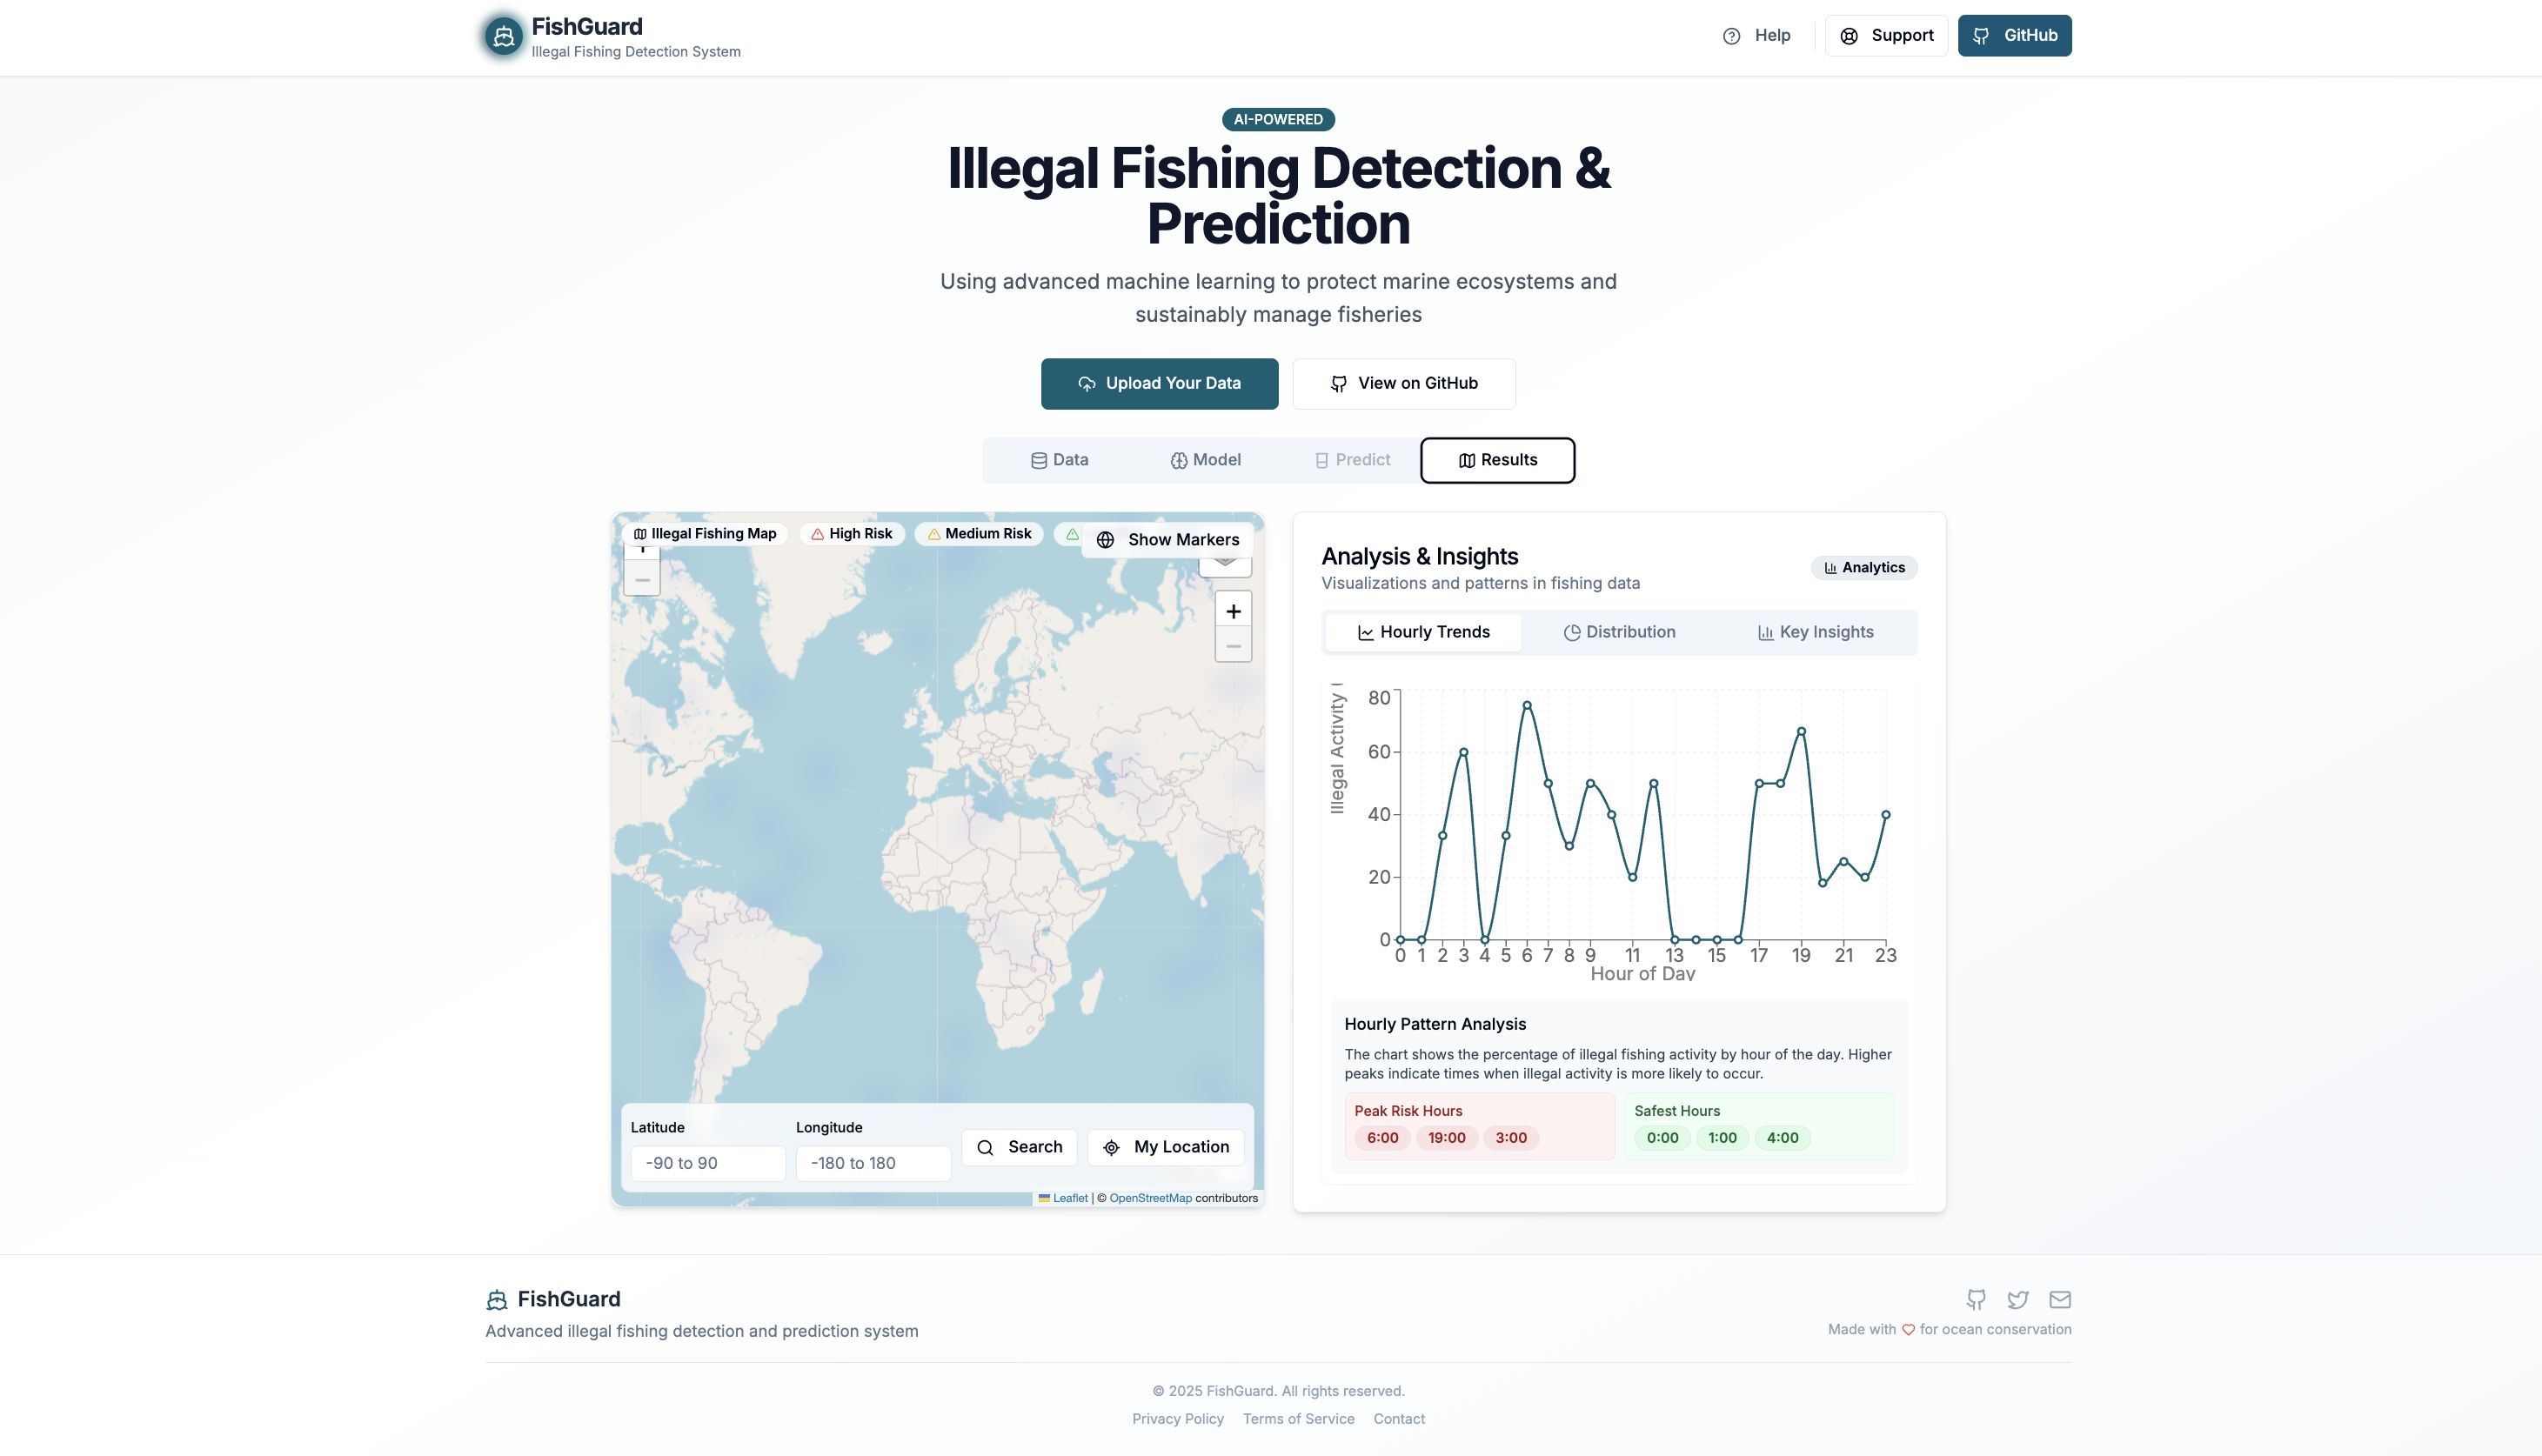 FishGuard
Illegal Fishing Detection System
Help
Support
GitHub
AI-POWERED
Illegal Fishing Detection &
Prediction
Using advanced machine learning to protect marine ecosystems and
sustainably manage fisheries
Upload Your Data
View on GitHub
Data
Model
Predict
Results
Illegal Fishing Map
High Risk
Medium Risk
Show Markers
+
−
+
−
Latitude
-90 to 90
Longitude
-180 to 180
Search
My Location
Leaflet | © OpenStreetMap contributors
Analysis & Insights
Visualizations and patterns in fishing data
Analytics
Hourly Trends
Distribution
Key Insights
Illegal Activity (
80
60
40
20
0
0 1 2 3 4 5 6 7 8 9 11 13 15 17 19 21 23
Hour of Day
Hourly Pattern Analysis
The chart shows the percentage of illegal fishing activity by hour of the day. Higher
peaks indicate times when illegal activity is more likely to occur.
Peak Risk Hours
6:00 19:00 3:00
Safest Hours
0:00 1:00 4:00
FishGuard
Advanced illegal fishing detection and prediction system
Made with ♡ for ocean conservation
© 2025 FishGuard. All rights reserved.
Privacy Policy Terms of Service Contact